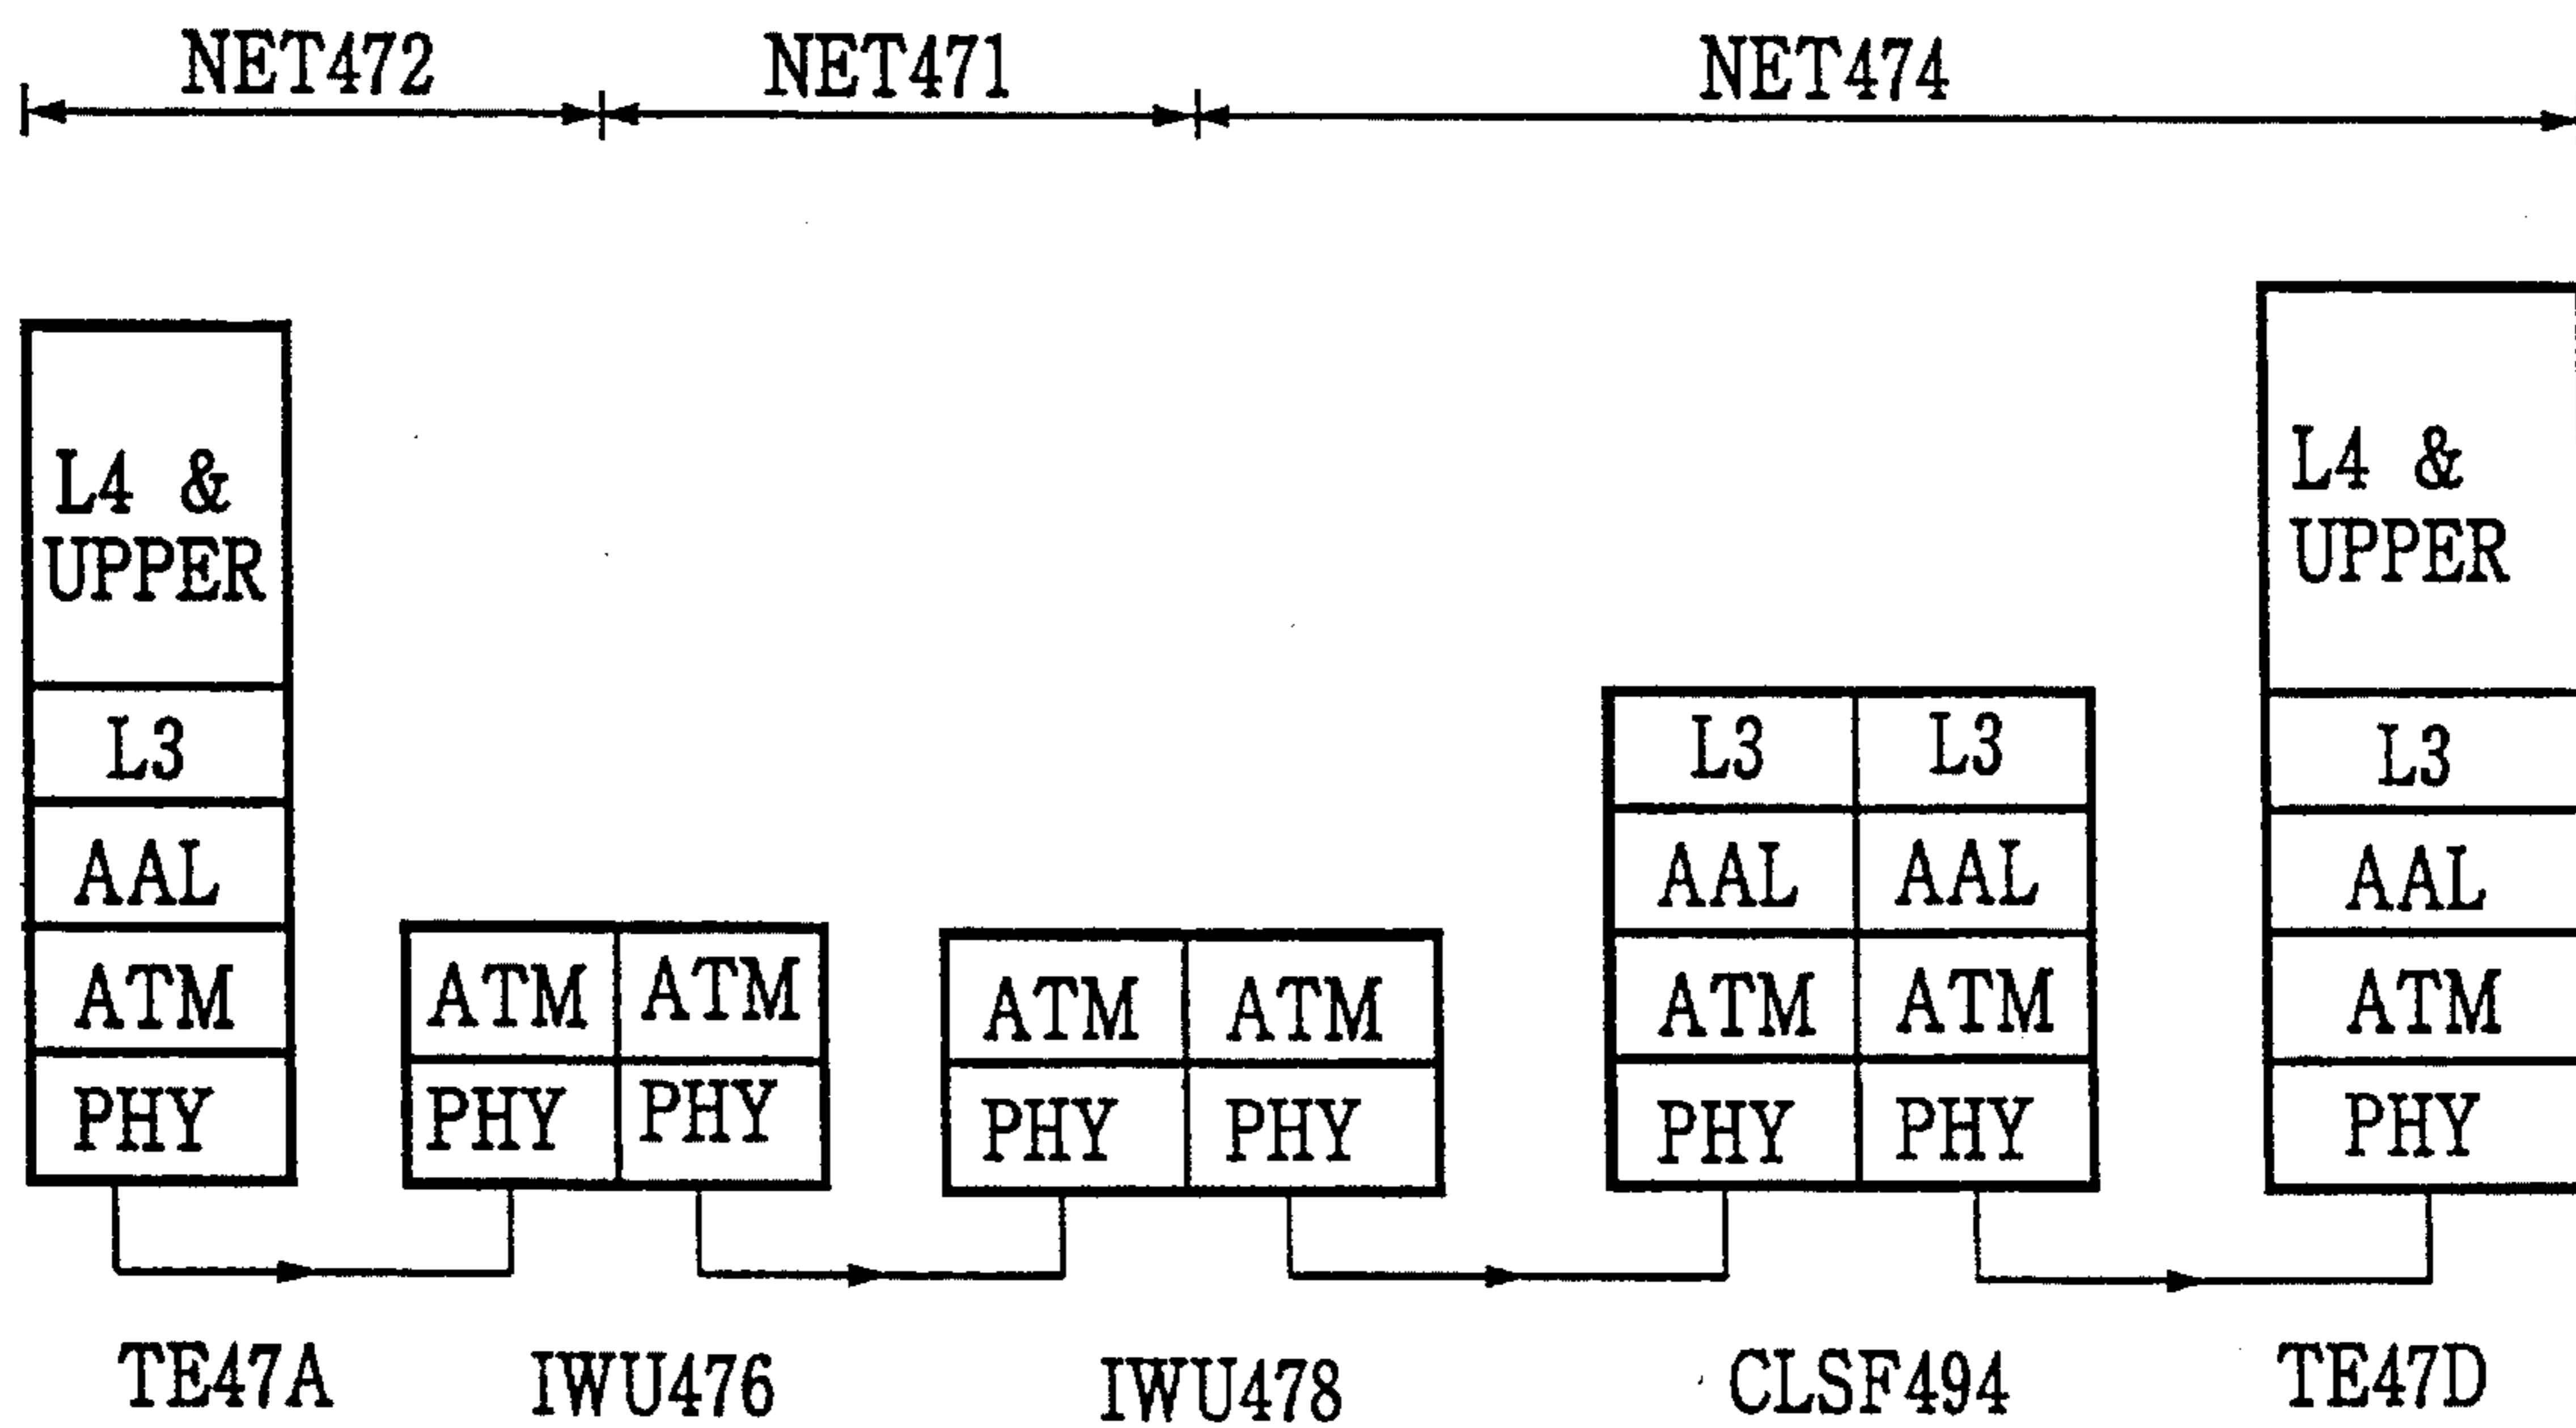 NET472 NET471 NET474
L4 &
UPPER
L3
AAL
ATM
PHY
ATM ATM
PHY PHY
ATM ATM
PHY PHY
L3 L3
AAL AAL
ATM ATM
PHY PHY
L4 &
UPPER
L3
AAL
ATM
PHY
TE47A IWU476 IWU478 CLSF494 TE47D